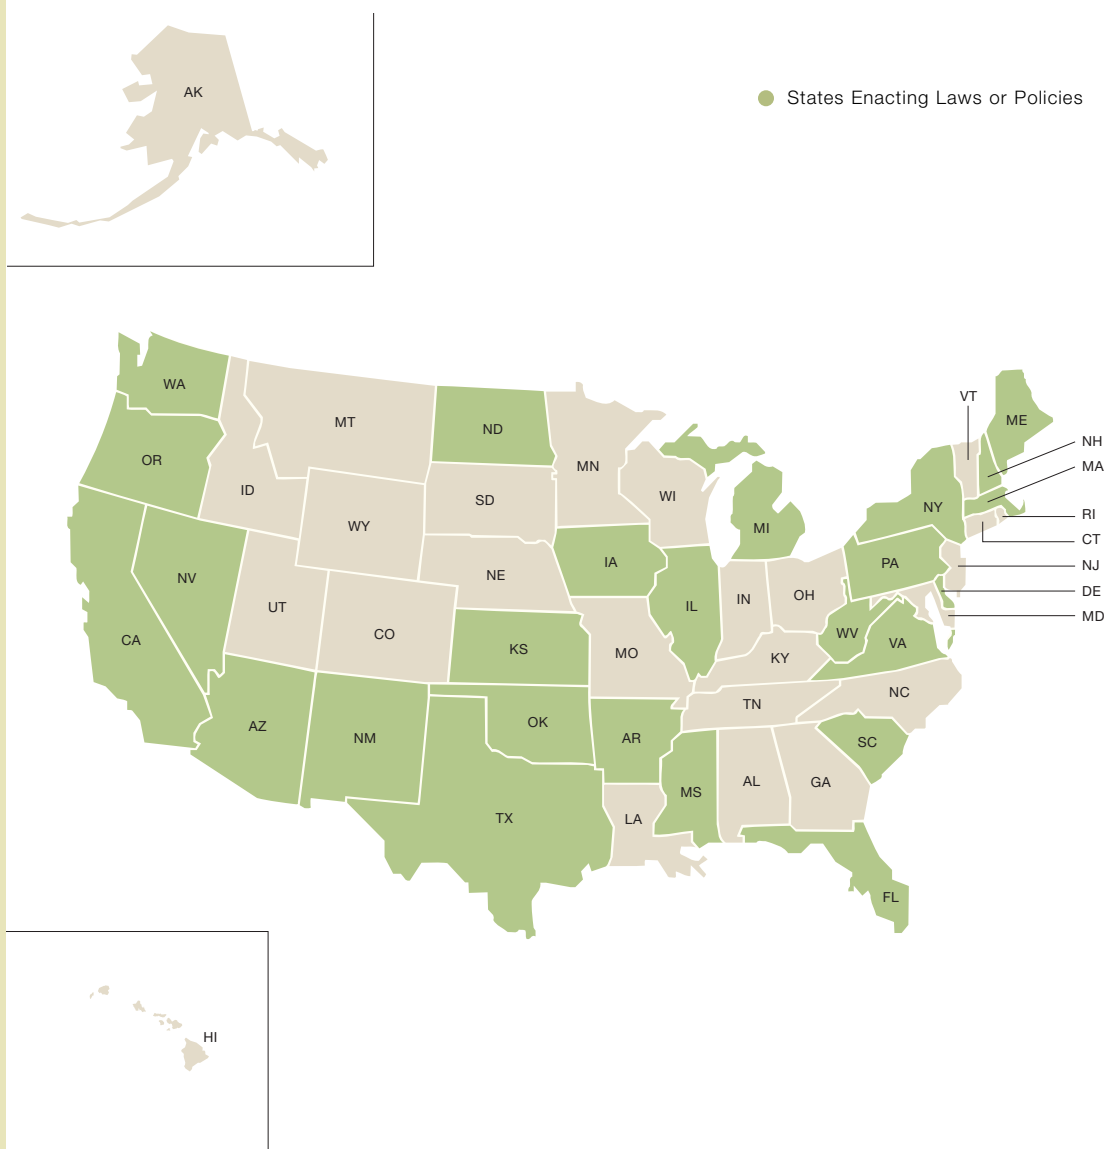 AK
States Enacting Laws or Policies
WA
OR
CA
NV
ID
MT
WY
UT
CO
AZ
NM
ND
SD
NE
KS
OK
TX
MN
IA
MO
AR
LA
WI
IL
MI
IN
OH
KY
TN
MS
AL
GA
FL
SC
NC
VA
WV
PA
NY
VT
ME
NH
MA
RI
CT
NJ
DE
MD
HI